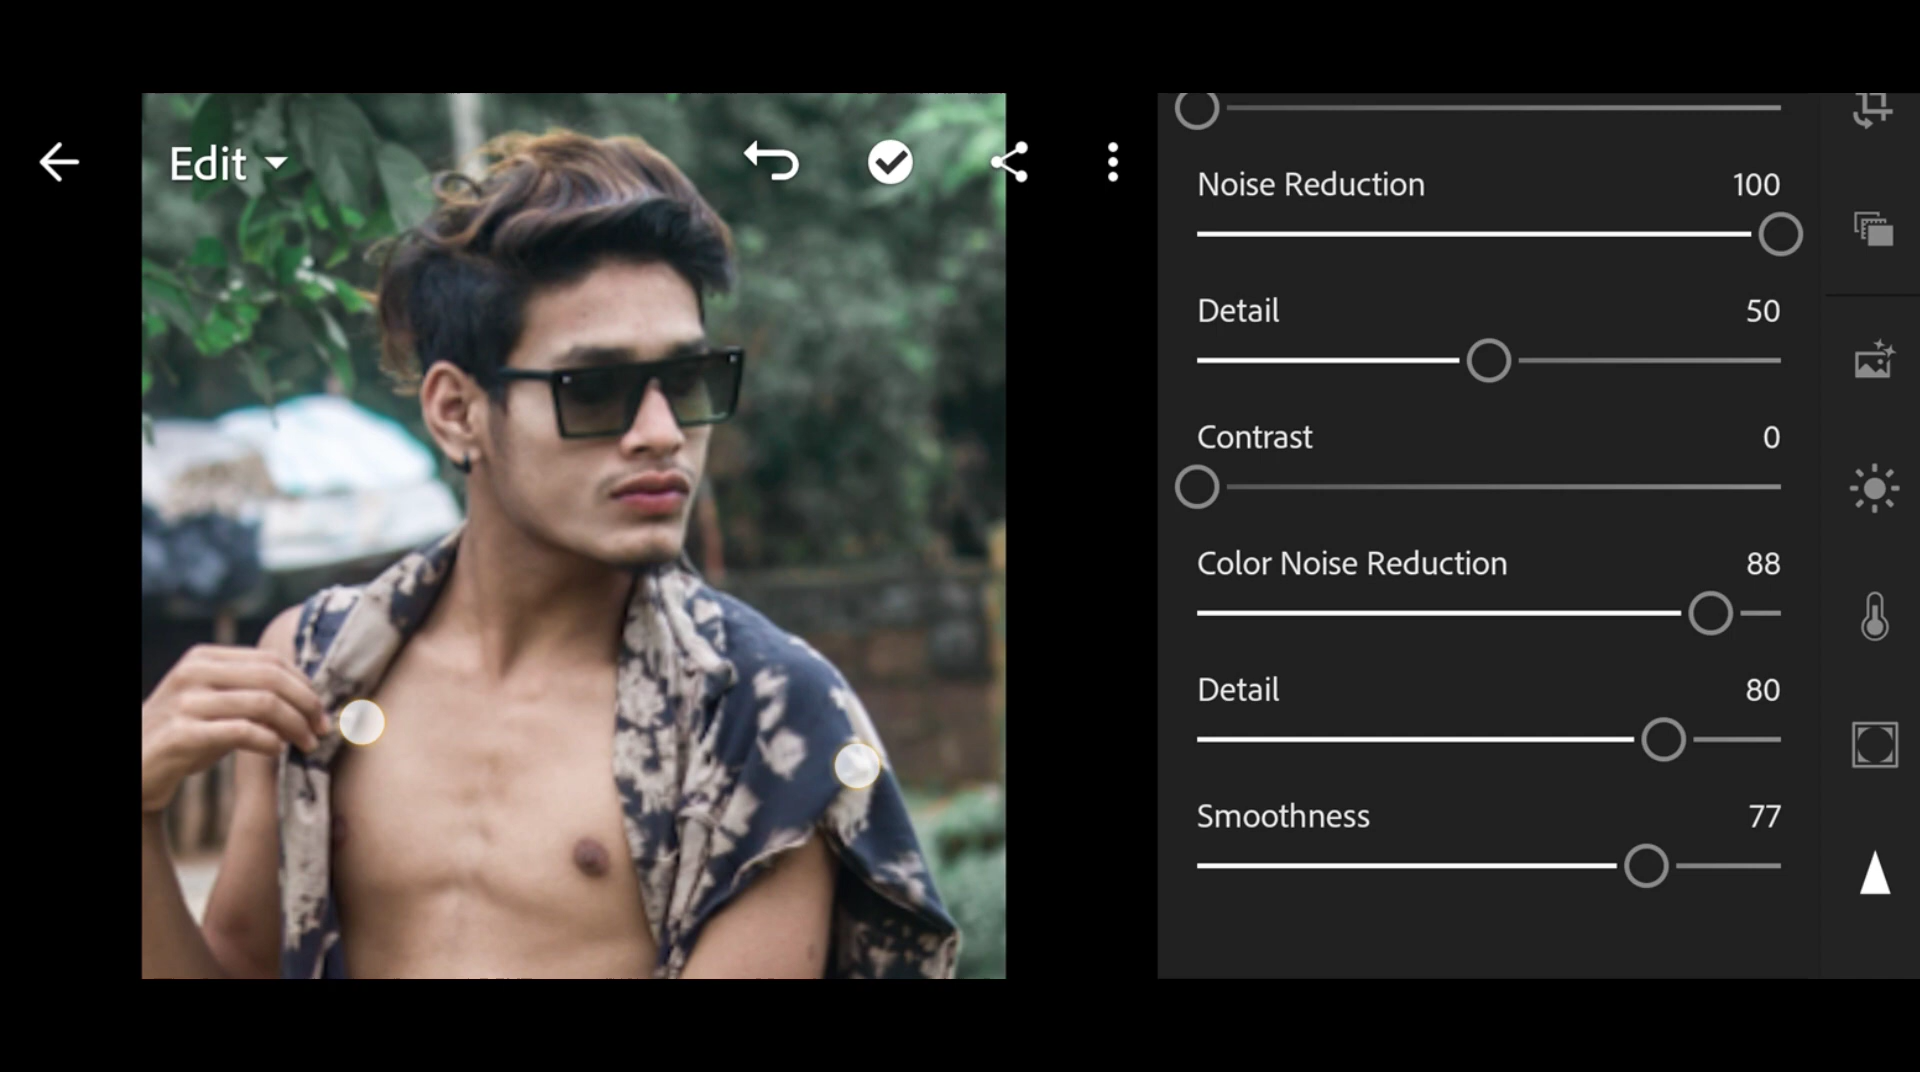 Edit
Noise Reduction 100
Detail 50
Contrast 0
Color Noise Reduction 88
Detail 80
Smoothness 77